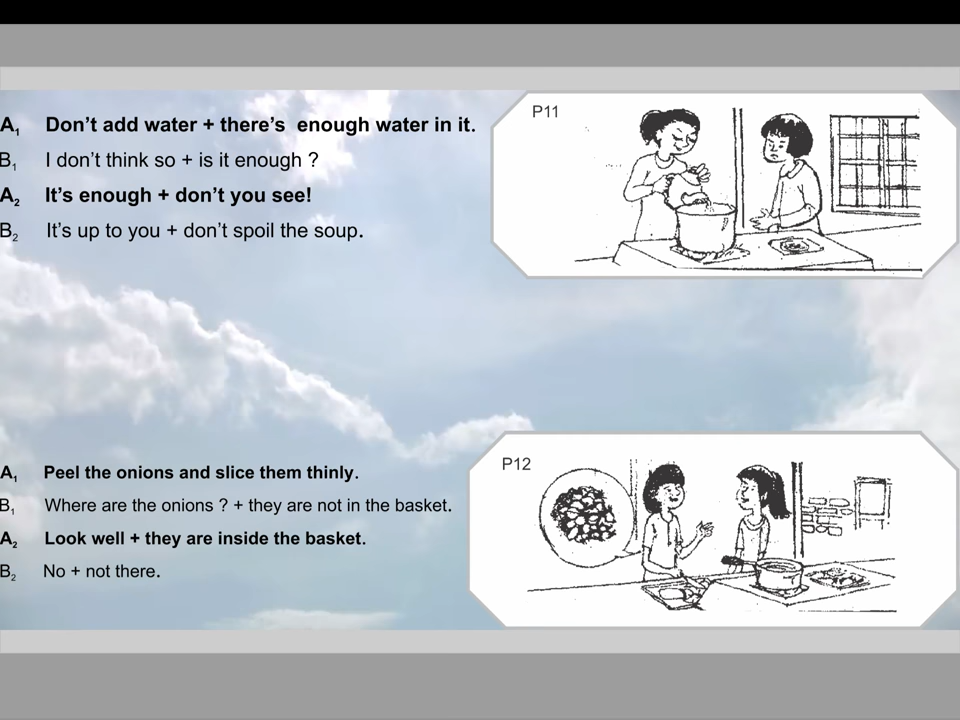 P11
A₁ Don't add water + there's enough water in it.
B₁ I don't think so + is it enough ?
A₂ It's enough + don't you see!
B₂ It's up to you + don't spoil the soup.
P12
A₁ Peel the onions and slice them thinly.
B₁ Where are the onions ? + they are not in the basket.
A₂ Look well + they are inside the basket.
B₂ No + not there.